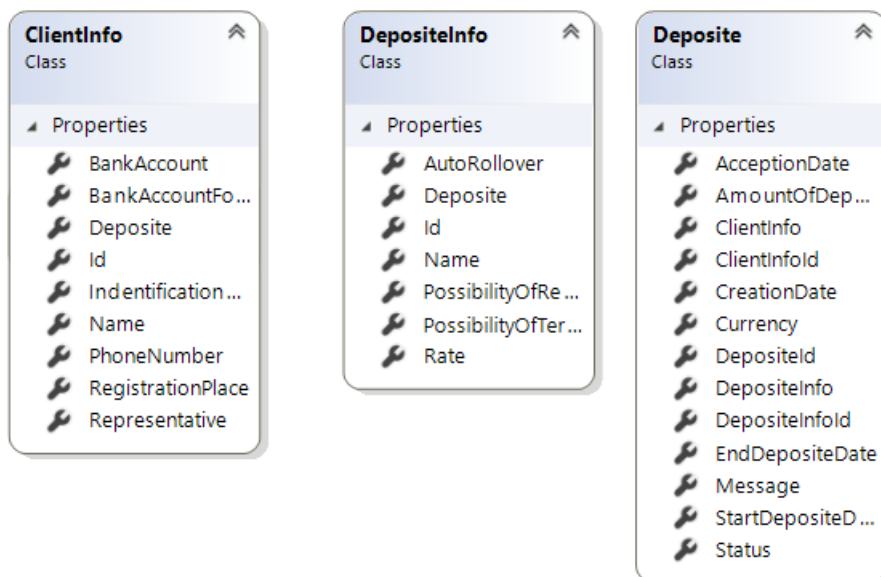 ClientInfo
Class
Properties
BankAccount
BankAccountFo...
Deposite
Id
Indentification...
Name
PhoneNumber
RegistrationPlace
Representative
DepositeInfo
Class
Properties
AutoRollover
Deposite
Id
Name
PossibilityOfRe...
PossibilityOfTer...
Rate
Deposite
Class
Properties
AcceptionDate
AmountOfDep...
ClientInfo
ClientInfoId
CreationDate
Currency
DepositeId
DepositeInfo
DepositeInfoId
EndDepositeDate
Message
StartDepositeD...
Status